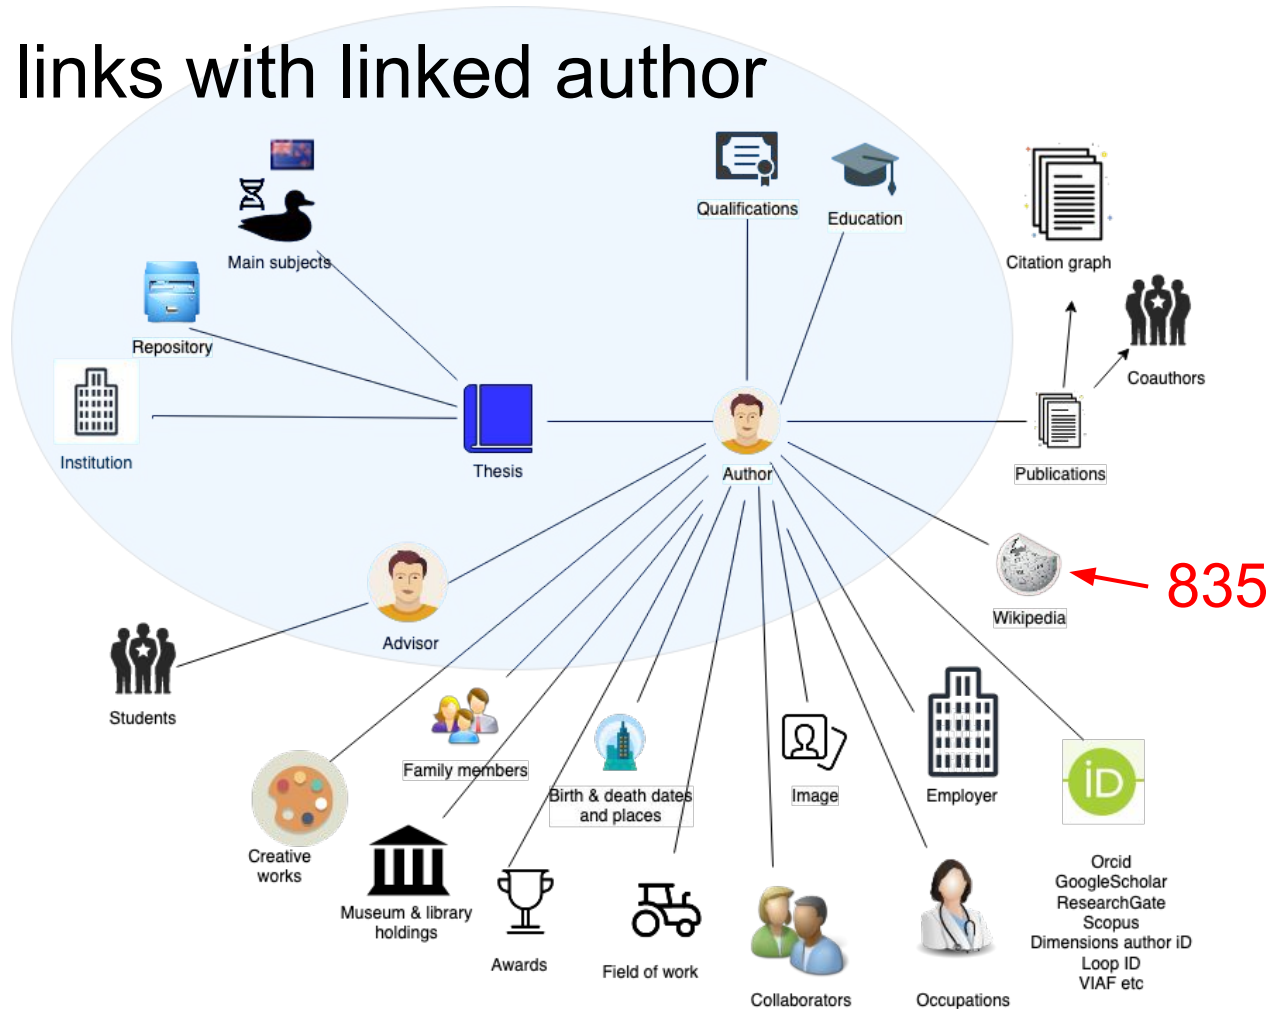 links with linked author
Qualifications
Education
Main subjects
Citation graph
Repository
Coauthors
Institution
Thesis
Author
Publications
Wikipedia
835
Advisor
Students
Family members
Birth & death dates
and places
Image
Employer
Creative
works
Museum & library
holdings
Awards
Field of work
Collaborators
Occupations
iD
Orcid
GoogleScholar
ResearchGate
Scopus
Dimensions author iD
Loop ID
VIAF etc